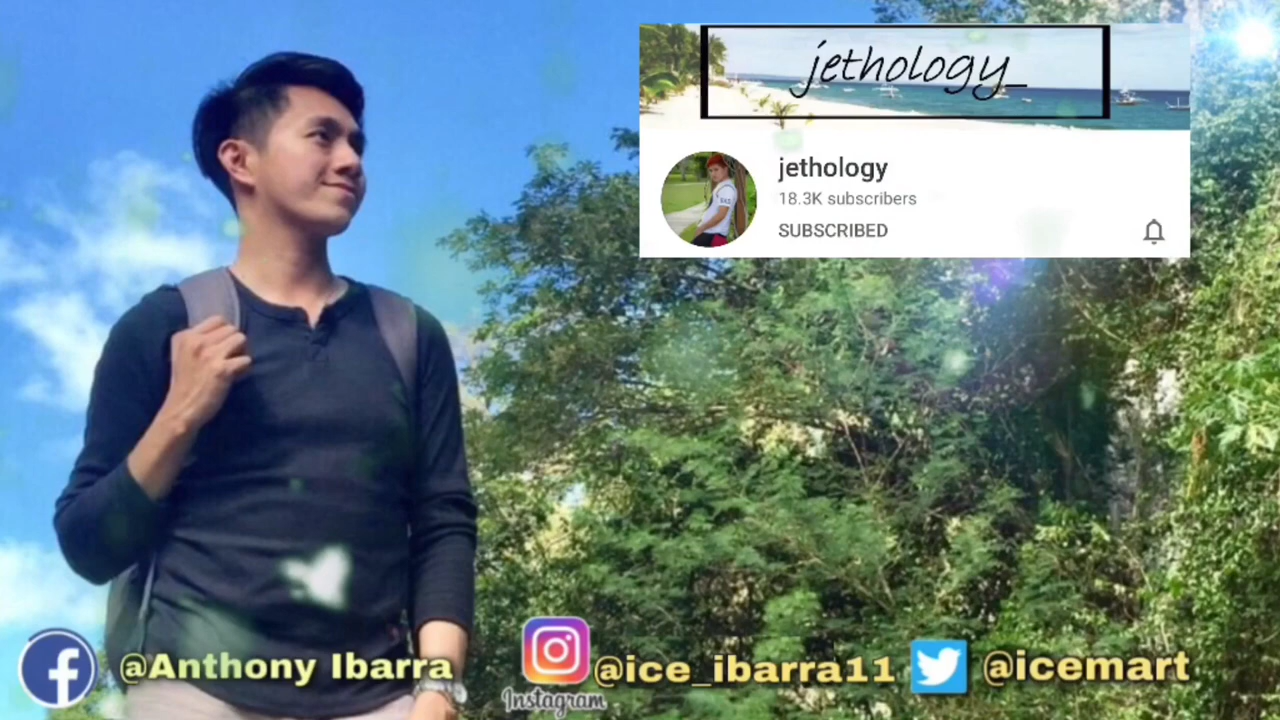 jethology_
jethology
18.3K subscribers
SUBSCRIBED
@Anthony Ibarra
Instagram
@ice_ibarra11
@icemart